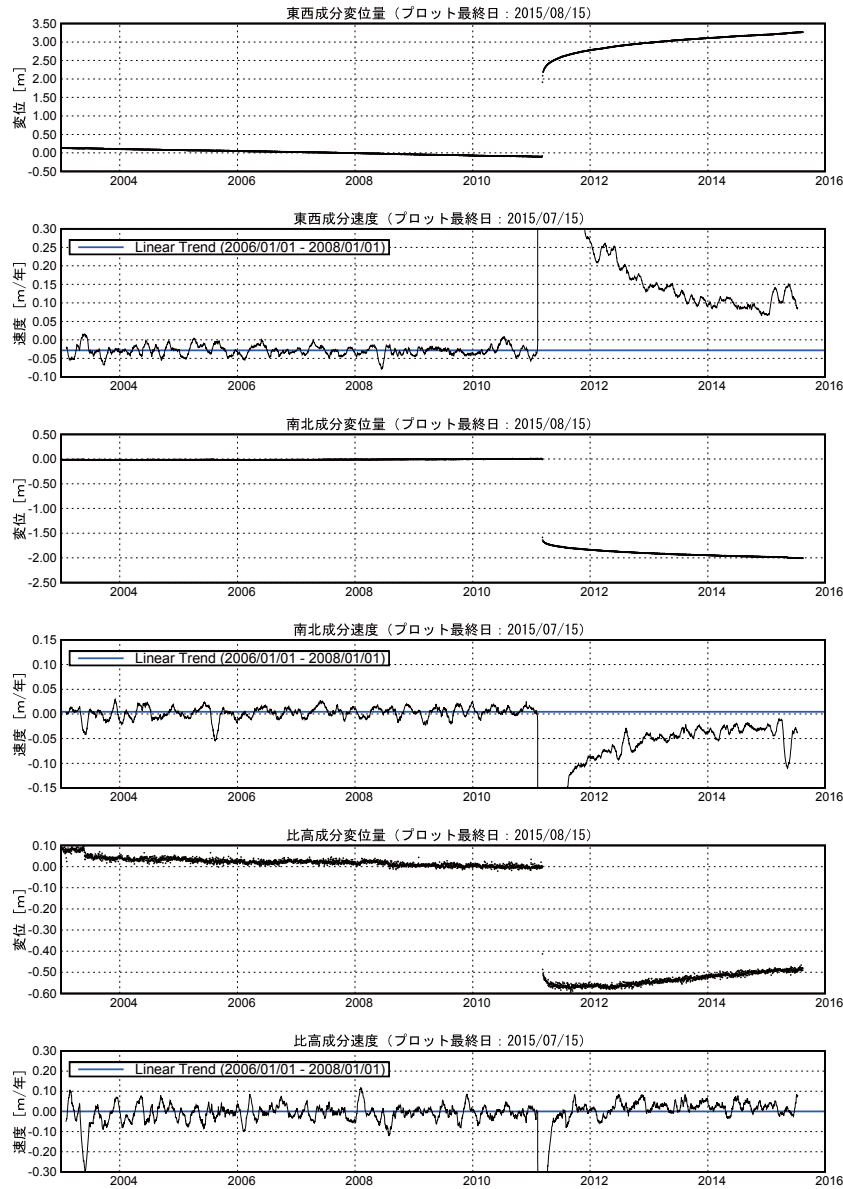 東西成分変位量（プロット最終日：2015/08/15）
3.50
3.00
2.50
2.00
1.50
1.00
0.50
0.00
-0.50
変位 [m]
2004 2006 2008 2010 2012 2014 2016
東西成分速度（プロット最終日：2015/07/15）
0.30
0.25
0.20
0.15
0.10
0.05
0.00
-0.05
-0.10
速度 [m/年]
Linear Trend (2006/01/01 - 2008/01/01)
2004 2006 2008 2010 2012 2014 2016
南北成分変位量（プロット最終日：2015/08/15）
0.50
0.00
-0.50
-1.00
-1.50
-2.00
-2.50
変位 [m]
2004 2006 2008 2010 2012 2014 2016
南北成分速度（プロット最終日：2015/07/15）
0.15
0.10
0.05
0.00
-0.05
-0.10
-0.15
速度 [m/年]
Linear Trend (2006/01/01 - 2008/01/01)
2004 2006 2008 2010 2012 2014 2016
比高成分変位量（プロット最終日：2015/08/15）
0.10
0.00
-0.10
-0.20
-0.30
-0.40
-0.50
-0.60
変位 [m]
2004 2006 2008 2010 2012 2014 2016
比高成分速度（プロット最終日：2015/07/15）
0.30
0.20
0.10
0.00
-0.10
-0.20
-0.30
速度 [m/年]
Linear Trend (2006/01/01 - 2008/01/01)
2004 2006 2008 2010 2012 2014 2016